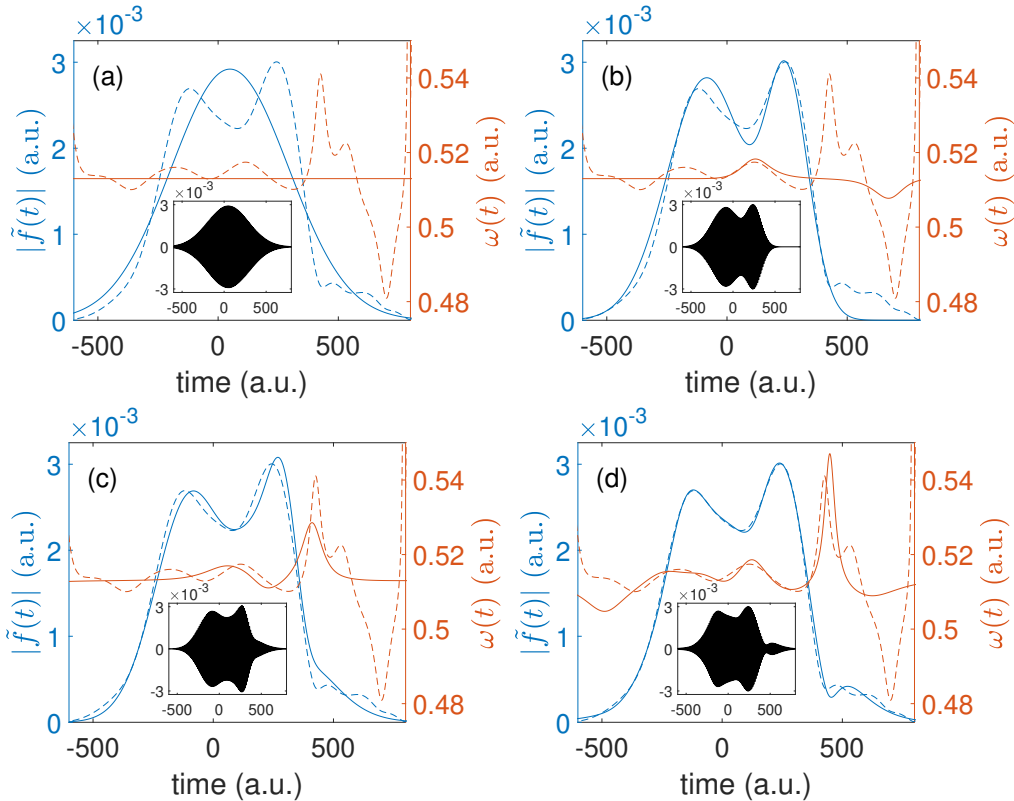 ×10⁻³ ×10⁻³
(a) (b)
3 0.54 3 0.54
2 0.52 2 0.52
1 0.5 1 0.5
0 0.48 0 0.48
|f̃(t)| (a.u.) ω(t) (a.u.) |f̃(t)| (a.u.) ω(t) (a.u.)
×10⁻³ ×10⁻³
3 3
0 0
-3 -3
-500 0 500 -500 0 500
-500 0 500 -500 0 500
time (a.u.) time (a.u.)
×10⁻³ ×10⁻³
(c) (d)
3 0.54 3 0.54
2 0.52 2 0.52
1 0.5 1 0.5
0 0.48 0 0.48
|f̃(t)| (a.u.) ω(t) (a.u.) |f̃(t)| (a.u.) ω(t) (a.u.)
×10⁻³ ×10⁻³
3 3
0 0
-3 -3
-500 0 500 -500 0 500
-500 0 500 -500 0 500
time (a.u.) time (a.u.)